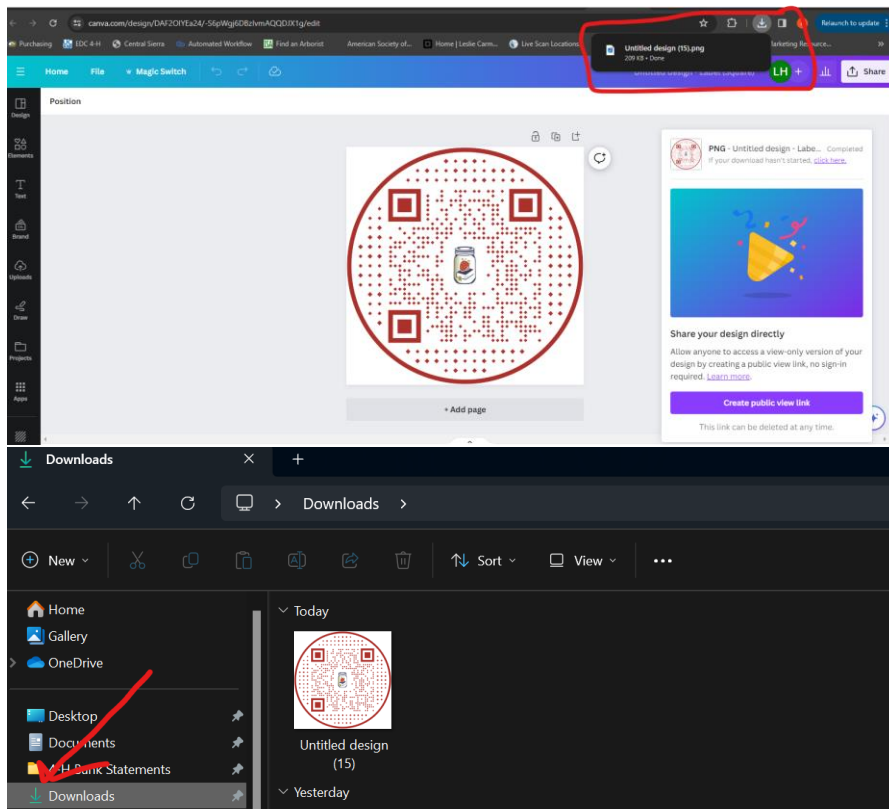 canva.com/design/DAF2OIYEa24/-S6pWgj6D8zlvmAQQDJX1g/edit
Relaunch to update
Purchasing EDC 4-H Central Sierra Automated Workflow Find an Arborist American Society of... Home | Leslie Carm... Live Scan Locations
Untitled design (15).png
209 KB • Done
Home File Magic Switch
LH + Share
Position
Design
Elements
Text
Brand
Uploads
Draw
Projects
Apps
+ Add page
PNG - Untitled design - Labe... Completed
If your download hasn't started, click here.
Share your design directly
Allow anyone to access a view-only version of your
design by creating a public view link, no sign-in
required. Learn more.
Create public view link
This link can be deleted at any time.
Downloads
Downloads
New Sort View
Home
Gallery
OneDrive
Desktop
Documents
4-H Bank Statements
Downloads
Today
Untitled design
(15)
Yesterday